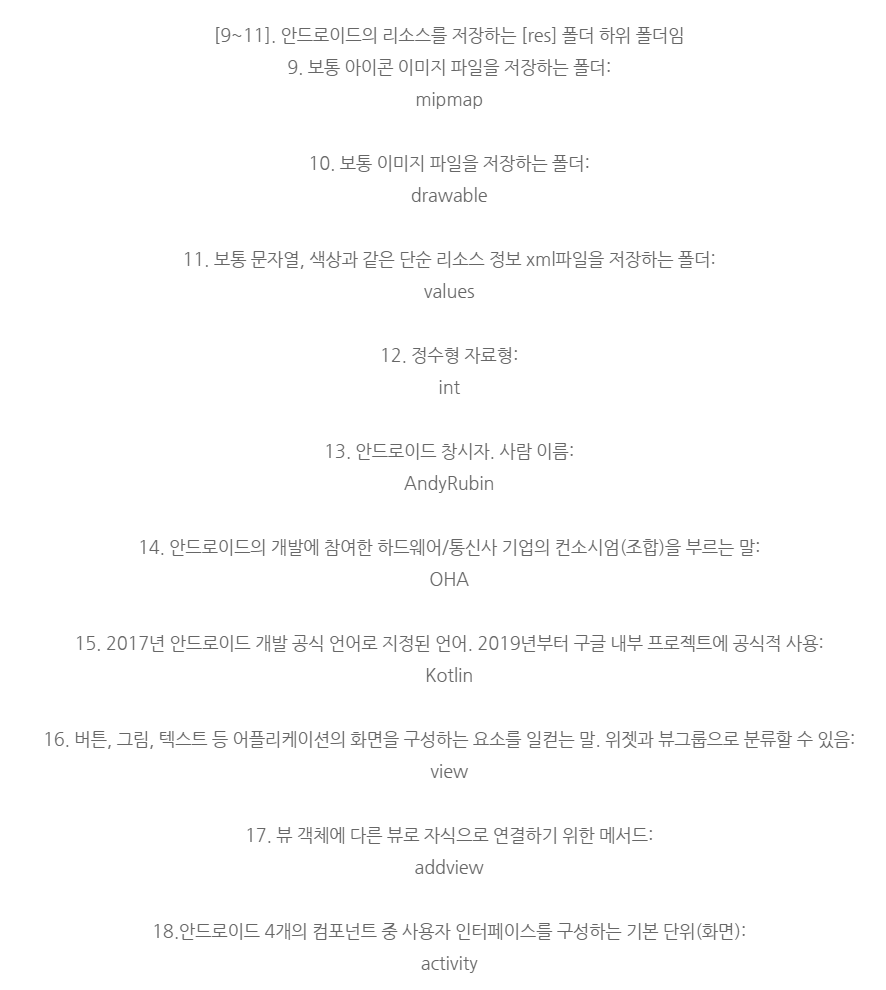 [9~11]. 안드로이드의 리소스를 저장하는 [res] 폴더 하위 폴더임
9. 보통 아이콘 이미지 파일을 저장하는 폴더:
mipmap
10. 보통 이미지 파일을 저장하는 폴더:
drawable
11. 보통 문자열, 색상과 같은 단순 리소스 정보 xml파일을 저장하는 폴더:
values
12. 정수형 자료형:
int
13. 안드로이드 창시자. 사람 이름:
AndyRubin
14. 안드로이드의 개발에 참여한 하드웨어/통신사 기업의 컨소시엄(조합)을 부르는 말:
OHA
15. 2017년 안드로이드 개발 공식 언어로 지정된 언어. 2019년부터 구글 내부 프로젝트에 공식적 사용:
Kotlin
16. 버튼, 그림, 텍스트 등 어플리케이션의 화면을 구성하는 요소를 일컫는 말. 위젯과 뷰그룹으로 분류할 수 있음:
view
17. 뷰 객체에 다른 뷰로 자식으로 연결하기 위한 메서드:
addview
18.안드로이드 4개의 컴포넌트 중 사용자 인터페이스를 구성하는 기본 단위(화면):
activity